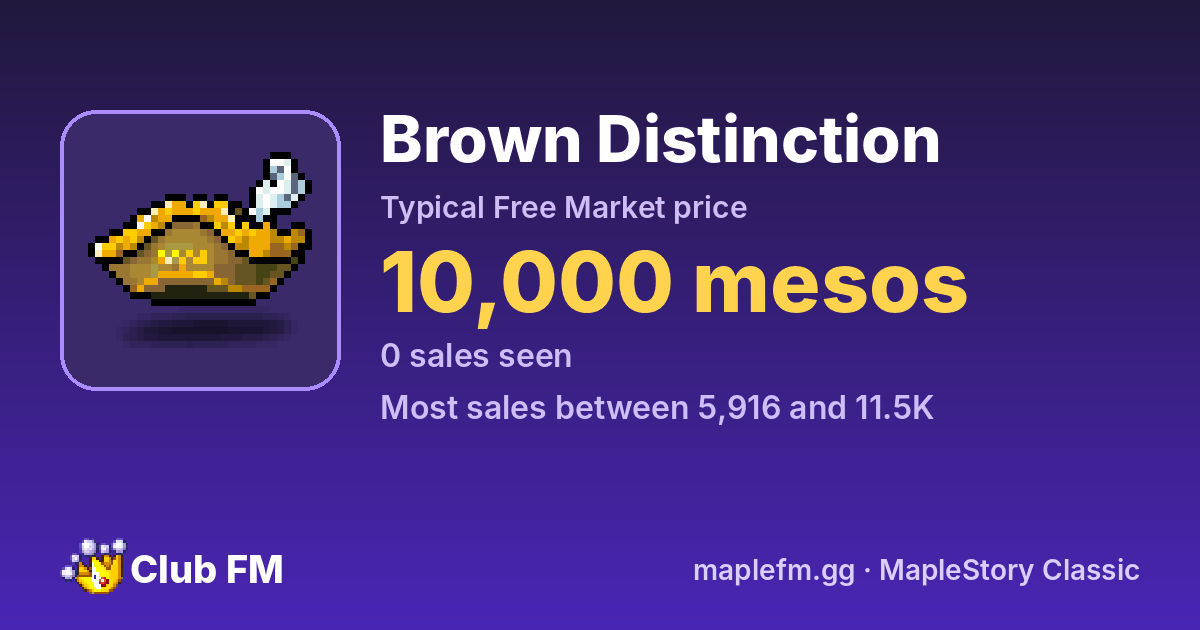 Brown Distinction
Typical Free Market price
10,000 mesos
0 sales seen
Most sales between 5,916 and 11.5K
Club FM
maplefm.gg · MapleStory Classic